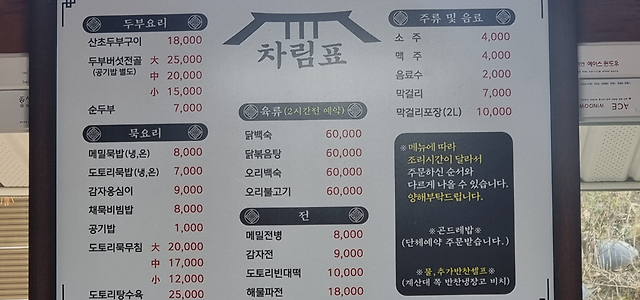 차림표
두부요리
산초두부구이 18,000
두부버섯전골 大 25,000
(공기밥 별도) 中 20,000
小 15,000
순두부 7,000
묵요리
메밀묵밥(냉,온) 8,000
도토리묵밥(냉,온) 7,000
감자옹심이 9,000
채묵비빔밥 8,000
공기밥 1,000
도토리묵무침 大 20,000
中 17,000
小 12,000
도토리탕수육 25,000
육류(2시간전 예약)
닭백숙 60,000
닭볶음탕 60,000
오리백숙 60,000
오리불고기 60,000
전
메밀전병 8,000
감자전 9,000
도토리빈대떡 10,000
해물파전 18,000
주류 및 음료
소 주 4,000
맥 주 4,000
음료수 2,000
막걸리 7,000
막걸리포장(2L) 10,000
※메뉴에 따라
조리시간이 달라서
주문하신 순서와
다르게 나올 수 있습니다.
양해부탁드립니다.
※곤드레밥※
(단체예약 주문받습니다.)
※물,추가반찬셀프※
(계산대 쪽 반찬냉장고 비치)
에이스 윈도우
ACE
WINDOW